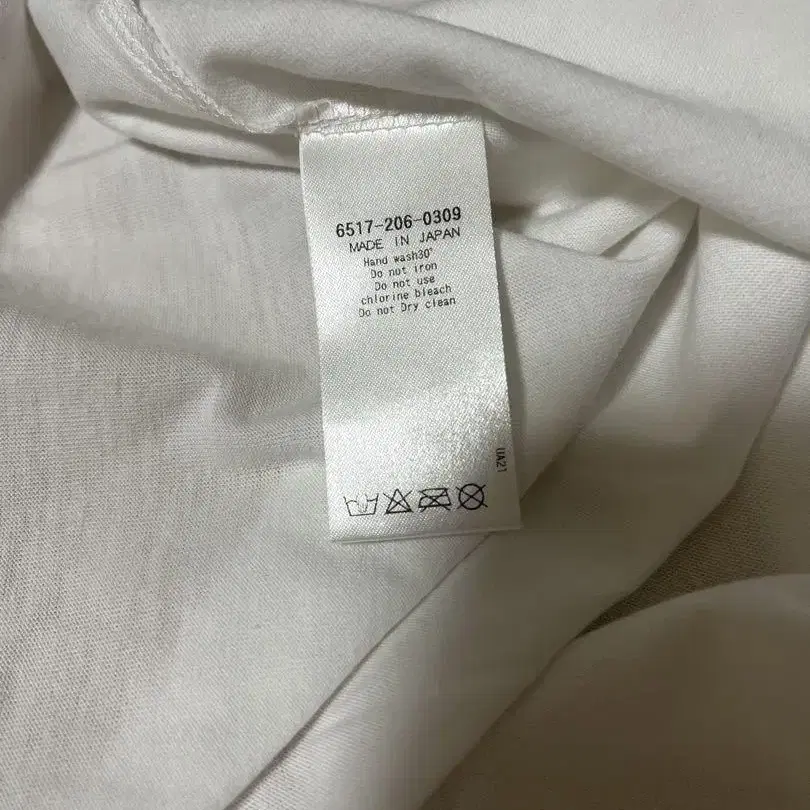 6517-206-0309
MADE IN JAPAN
Hand wash30°
Do not iron
Do not use
chlorine bleach
Do not Dry clean
UA21